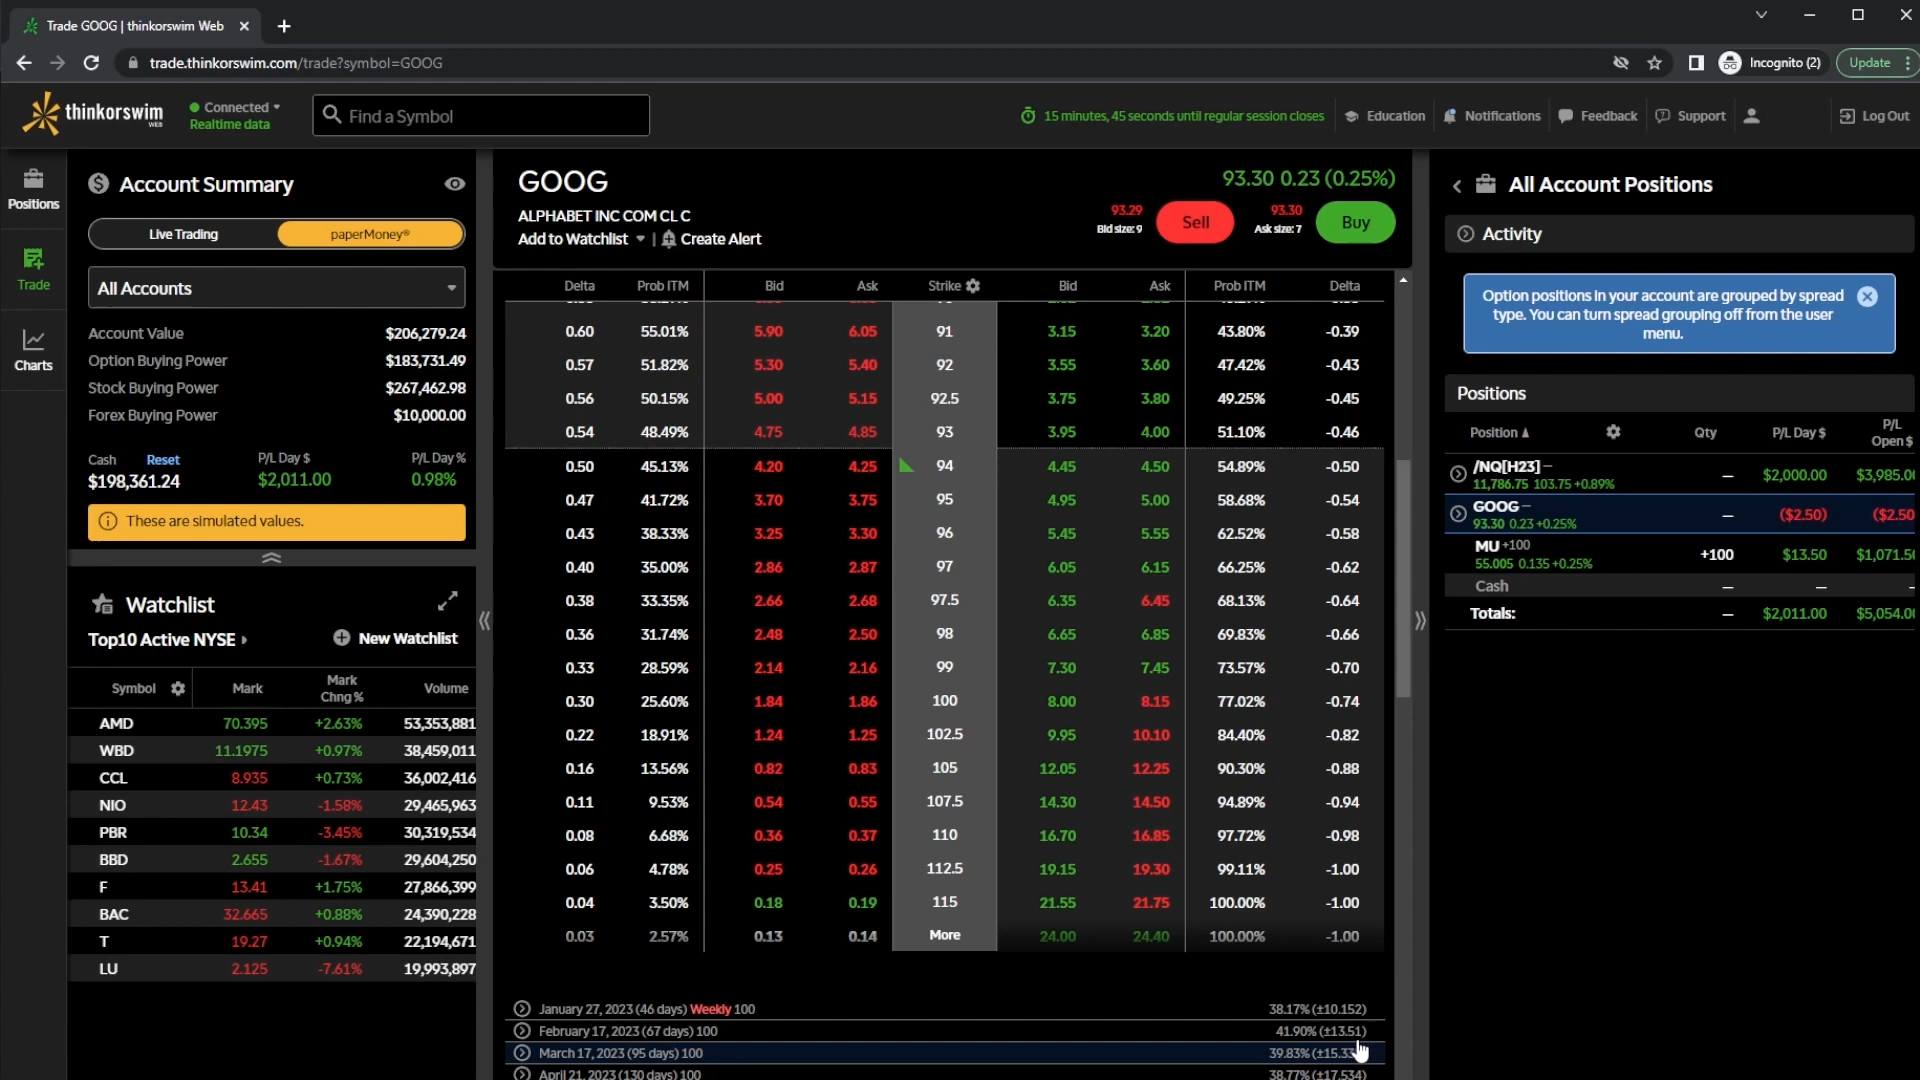 Trade GOOG | thinkorswim Web
trade.thinkorswim.com/trade?symbol=GOOG
Incognito (2)
Update
thinkorswim
WEB
Connected
Realtime data
Find a Symbol
15 minutes, 45 seconds until regular session closes
Education
Notifications
Feedback
Support
Log Out
Positions
Trade
Charts
Account Summary
Live Trading paperMoney®
All Accounts
Account Value $206,279.24
Option Buying Power $183,731.49
Stock Buying Power $267,462.98
Forex Buying Power $10,000.00
Cash Reset P/L Day $ P/L Day %
$198,361.24 $2,011.00 0.98%
These are simulated values.
Watchlist
Top10 Active NYSE New Watchlist
Symbol Mark Mark Chng % Volume
AMD 70.395 +2.63% 53,353,881
WBD 11.1975 +0.97% 38,459,011
CCL 8.935 +0.73% 36,002,416
NIO 12.43 -1.58% 29,465,963
PBR 10.34 -3.45% 30,319,534
BBD 2.655 -1.67% 29,604,250
F 13.41 +1.75% 27,866,399
BAC 32.665 +0.88% 24,390,228
T 19.27 +0.94% 22,194,671
LU 2.125 -7.61% 19,993,897
GOOG
93.30 0.23 (0.25%)
ALPHABET INC COM CL C
Add to Watchlist | Create Alert
93.29
Bid size: 9
Sell
93.30
Ask size: 7
Buy
Delta Prob ITM Bid Ask Strike Bid Ask Prob ITM Delta
0.60 55.01% 5.90 6.05 91 3.15 3.20 43.80% -0.39
0.57 51.82% 5.30 5.40 92 3.55 3.60 47.42% -0.43
0.56 50.15% 5.00 5.15 92.5 3.75 3.80 49.25% -0.45
0.54 48.49% 4.75 4.85 93 3.95 4.00 51.10% -0.46
0.50 45.13% 4.20 4.25 94 4.45 4.50 54.89% -0.50
0.47 41.72% 3.70 3.75 95 4.95 5.00 58.68% -0.54
0.43 38.33% 3.25 3.30 96 5.45 5.55 62.52% -0.58
0.40 35.00% 2.86 2.87 97 6.05 6.15 66.25% -0.62
0.38 33.35% 2.66 2.68 97.5 6.35 6.45 68.13% -0.64
0.36 31.74% 2.48 2.50 98 6.65 6.85 69.83% -0.66
0.33 28.59% 2.14 2.16 99 7.30 7.45 73.57% -0.70
0.30 25.60% 1.84 1.86 100 8.00 8.15 77.02% -0.74
0.22 18.91% 1.24 1.25 102.5 9.95 10.10 84.40% -0.82
0.16 13.56% 0.82 0.83 105 12.05 12.25 90.30% -0.88
0.11 9.53% 0.54 0.55 107.5 14.30 14.50 94.89% -0.94
0.08 6.68% 0.36 0.37 110 16.70 16.85 97.72% -0.98
0.06 4.78% 0.25 0.26 112.5 19.15 19.30 99.11% -1.00
0.04 3.50% 0.18 0.19 115 21.55 21.75 100.00% -1.00
0.03 2.57% 0.13 0.14 More 24.00 24.40 100.00% -1.00
January 27, 2023 (46 days) Weekly 100 38.17% (±10.152)
February 17, 2023 (67 days) 100 41.90% (±13.51)
March 17, 2023 (95 days) 100 39.83%
April 21, 2023 (130 days) 100 38.77% (±17.534)
All Account Positions
Activity
Option positions in your account are grouped by spread
type. You can turn spread grouping off from the user
menu.
Positions
Position Qty P/L Day $ P/L Open $
/NQ[H23] — — $2,000.00 $3,985.0
11,786.75 103.75 +0.89%
GOOG — — ($2.50) ($2.50
93.30 0.23 +0.25%
MU +100 +100 $13.50 $1,071.5
55.005 0.135 +0.25%
Cash — — –
Totals: — $2,011.00 $5,054.0